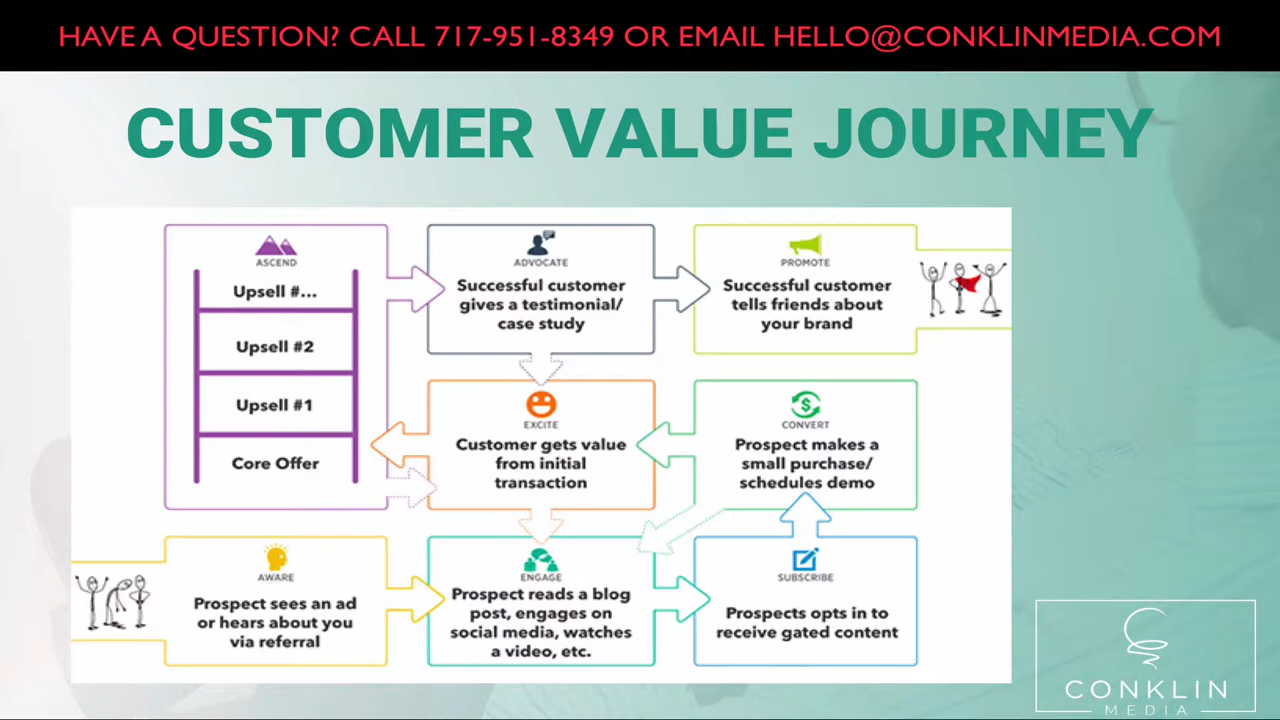 HAVE A QUESTION? CALL 717-951-8349 OR EMAIL HELLO@CONKLINMEDIA.COM
CUSTOMER VALUE JOURNEY
ASCEND
Upsell #...
Upsell #2
Upsell #1
Core Offer
ADVOCATE
Successful customer
gives a testimonial/
case study
PROMOTE
Successful customer
tells friends about
your brand
EXCITE
Customer gets value
from initial
transaction
CONVERT
Prospect makes a
small purchase/
schedules demo
AWARE
Prospect sees an ad
or hears about you
via referral
ENGAGE
Prospect reads a blog
post, engages on
social media, watches
a video, etc.
SUBSCRIBE
Prospects opts in to
receive gated content
CONKLIN
MEDIA